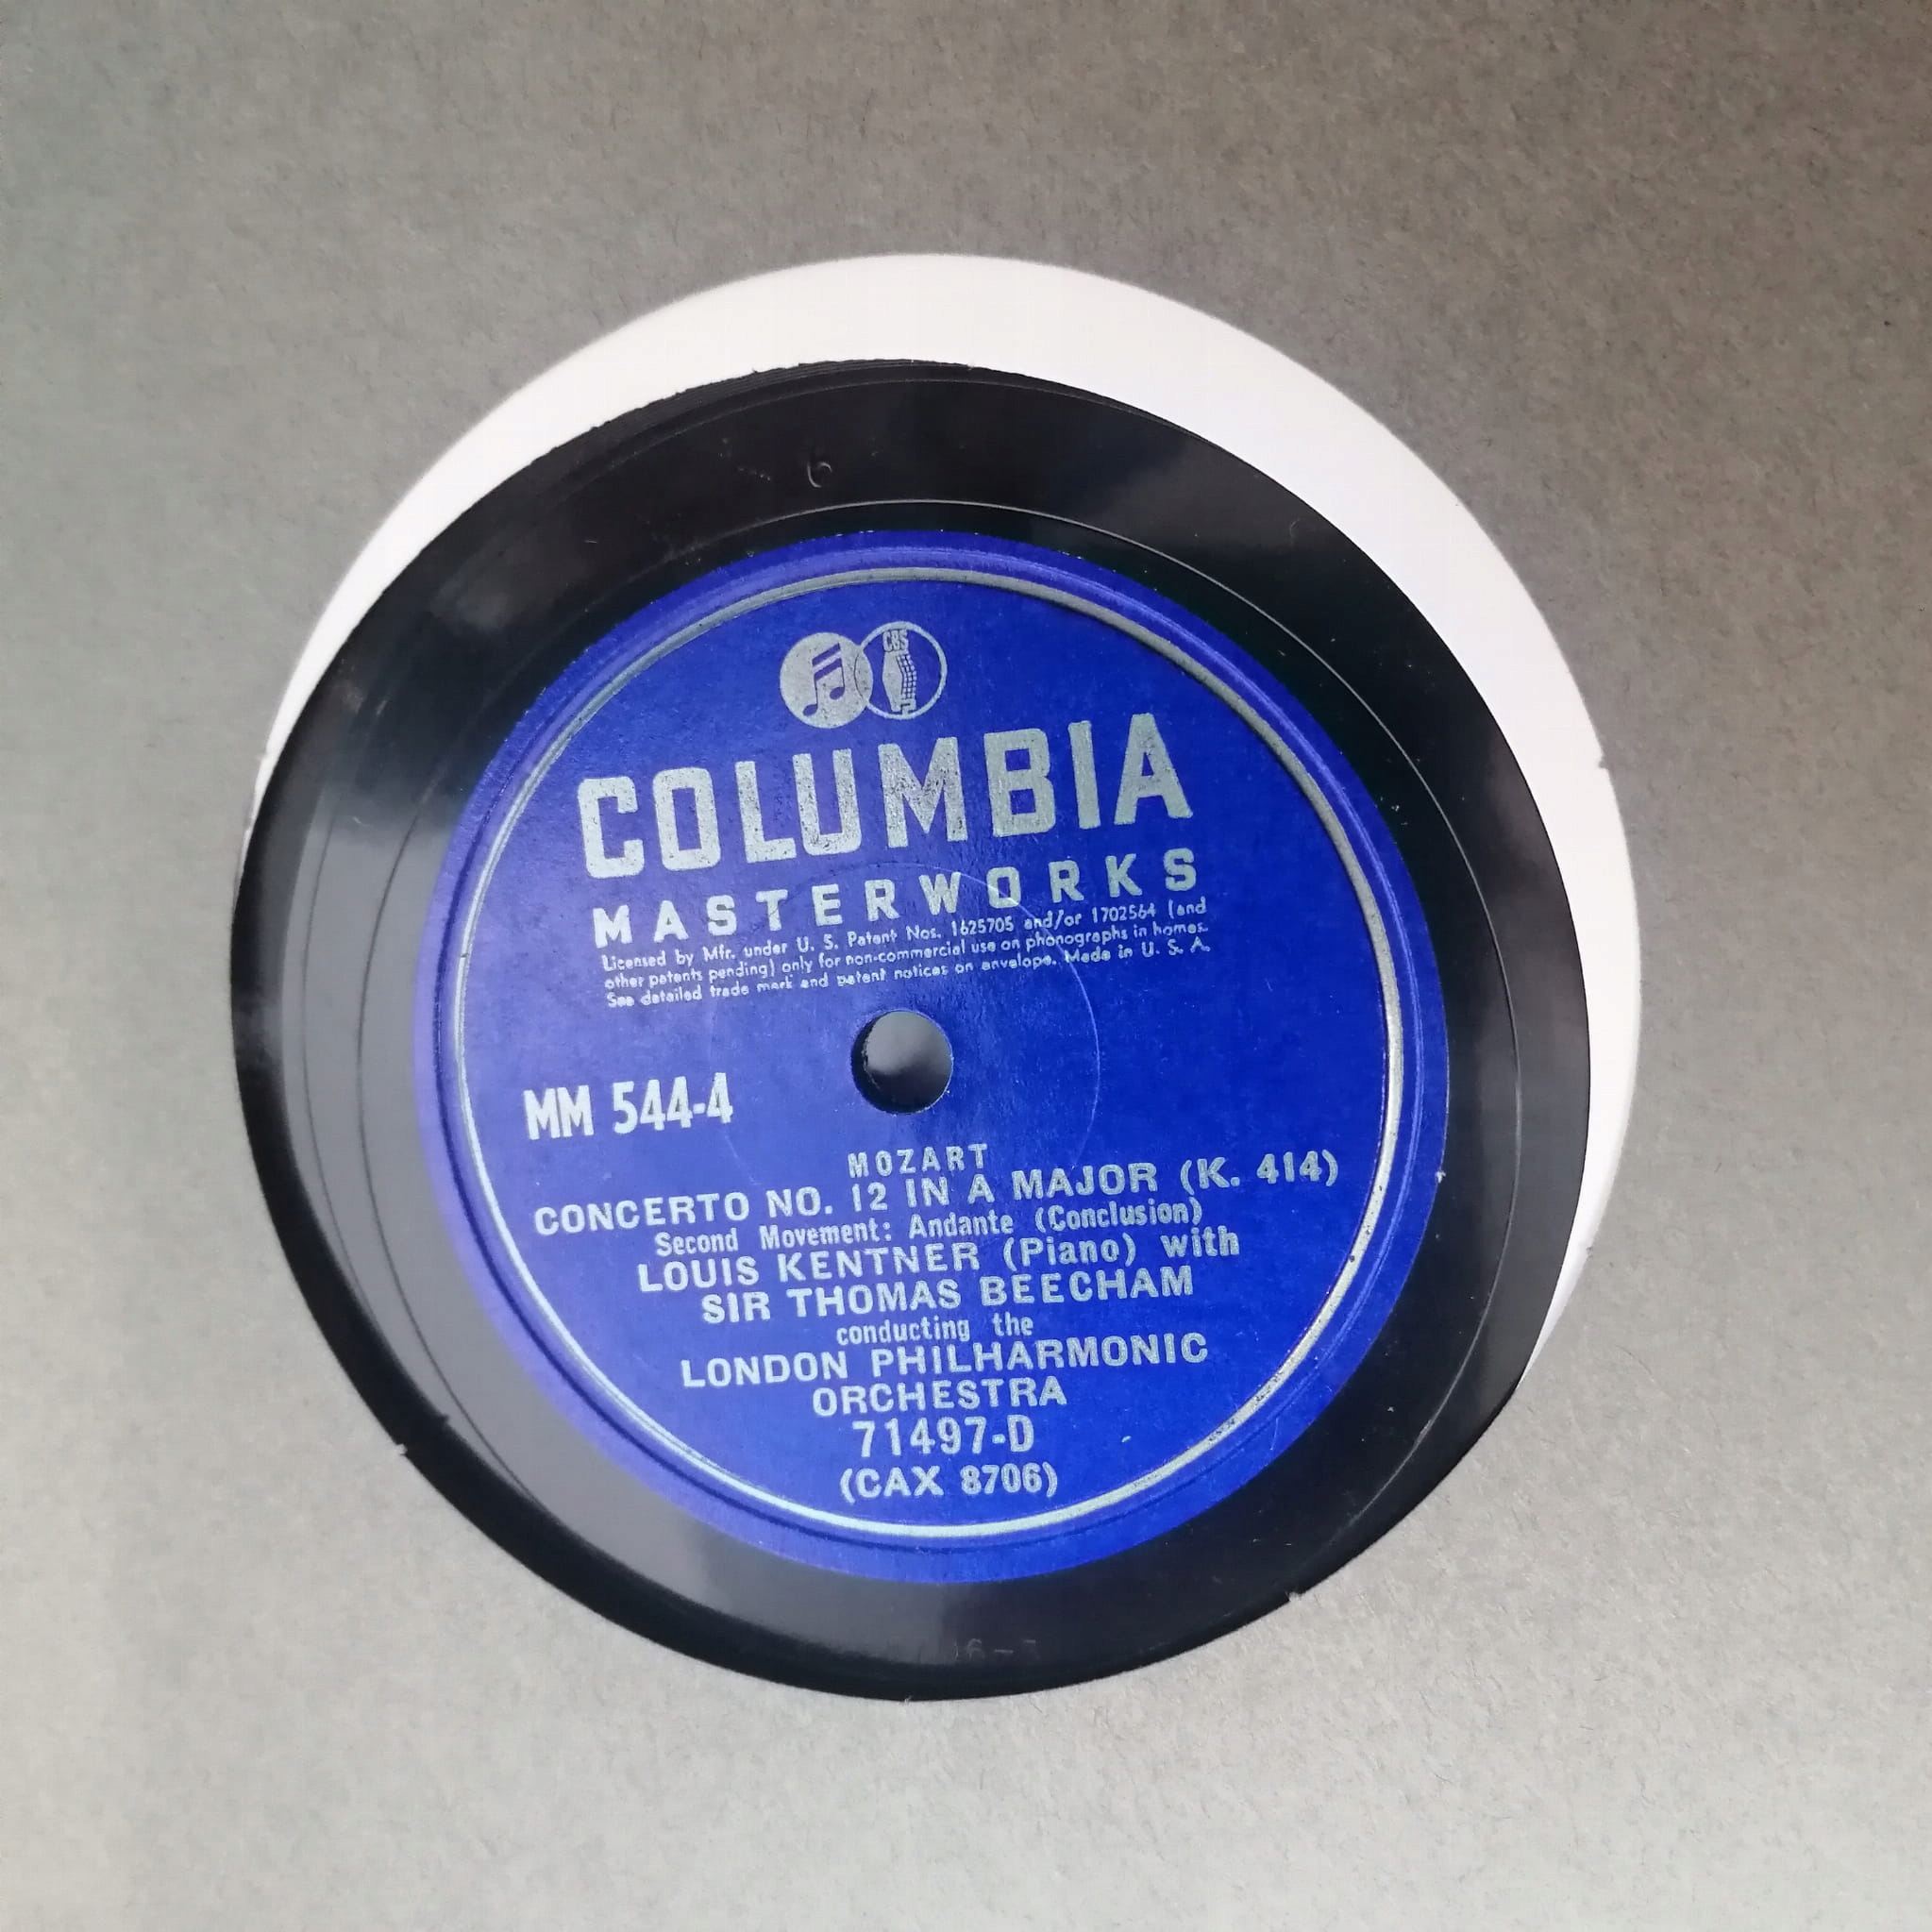 6
CBS
COLUMBIA
MASTERWORKS
Licensed by Mfr. under U. S. Patent Nos. 1625705 and/or 1702564 (and
other patents pending) only for non-commercial use on phonographs in homes.
See detailed trade mark and patent notices on envelope. Made in U. S. A.
MM 544-4
MOZART
CONCERTO NO. 12 IN A MAJOR (K. 414)
Second Movement: Andante (Conclusion)
LOUIS KENTNER (Piano) with
SIR THOMAS BEECHAM
conducting the
LONDON PHILHARMONIC
ORCHESTRA
71497-D
(CAX 8706)